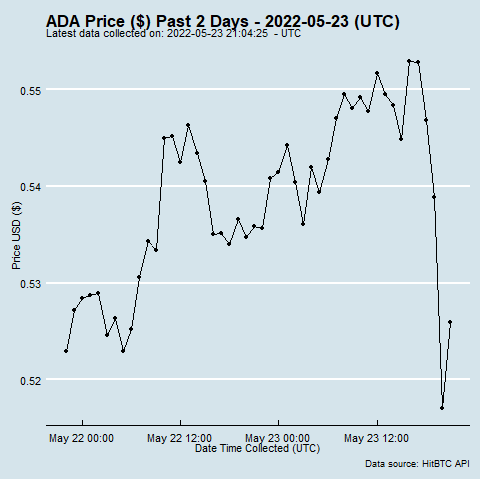 ADA Price ($) Past 2 Days - 2022-05-23 (UTC)
Latest data collected on: 2022-05-23 21:04:25  - UTC
0.55
0.54
0.53
0.52
Price USD ($)
May 22 00:00
May 22 12:00
May 23 00:00
May 23 12:00
Date Time Collected (UTC)
Data source: HitBTC API